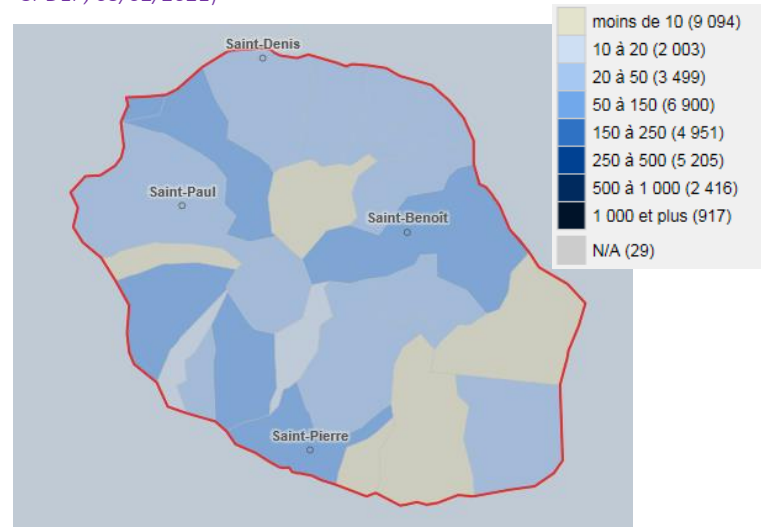 moins de 10 (9 094)
10 à 20 (2 003)
20 à 50 (3 499)
50 à 150 (6 900)
150 à 250 (4 951)
250 à 500 (5 205)
500 à 1 000 (2 416)
1 000 et plus (917)
N/A (29)
Saint-Denis
Saint-Paul
Saint-Benoît
Saint-Pierre